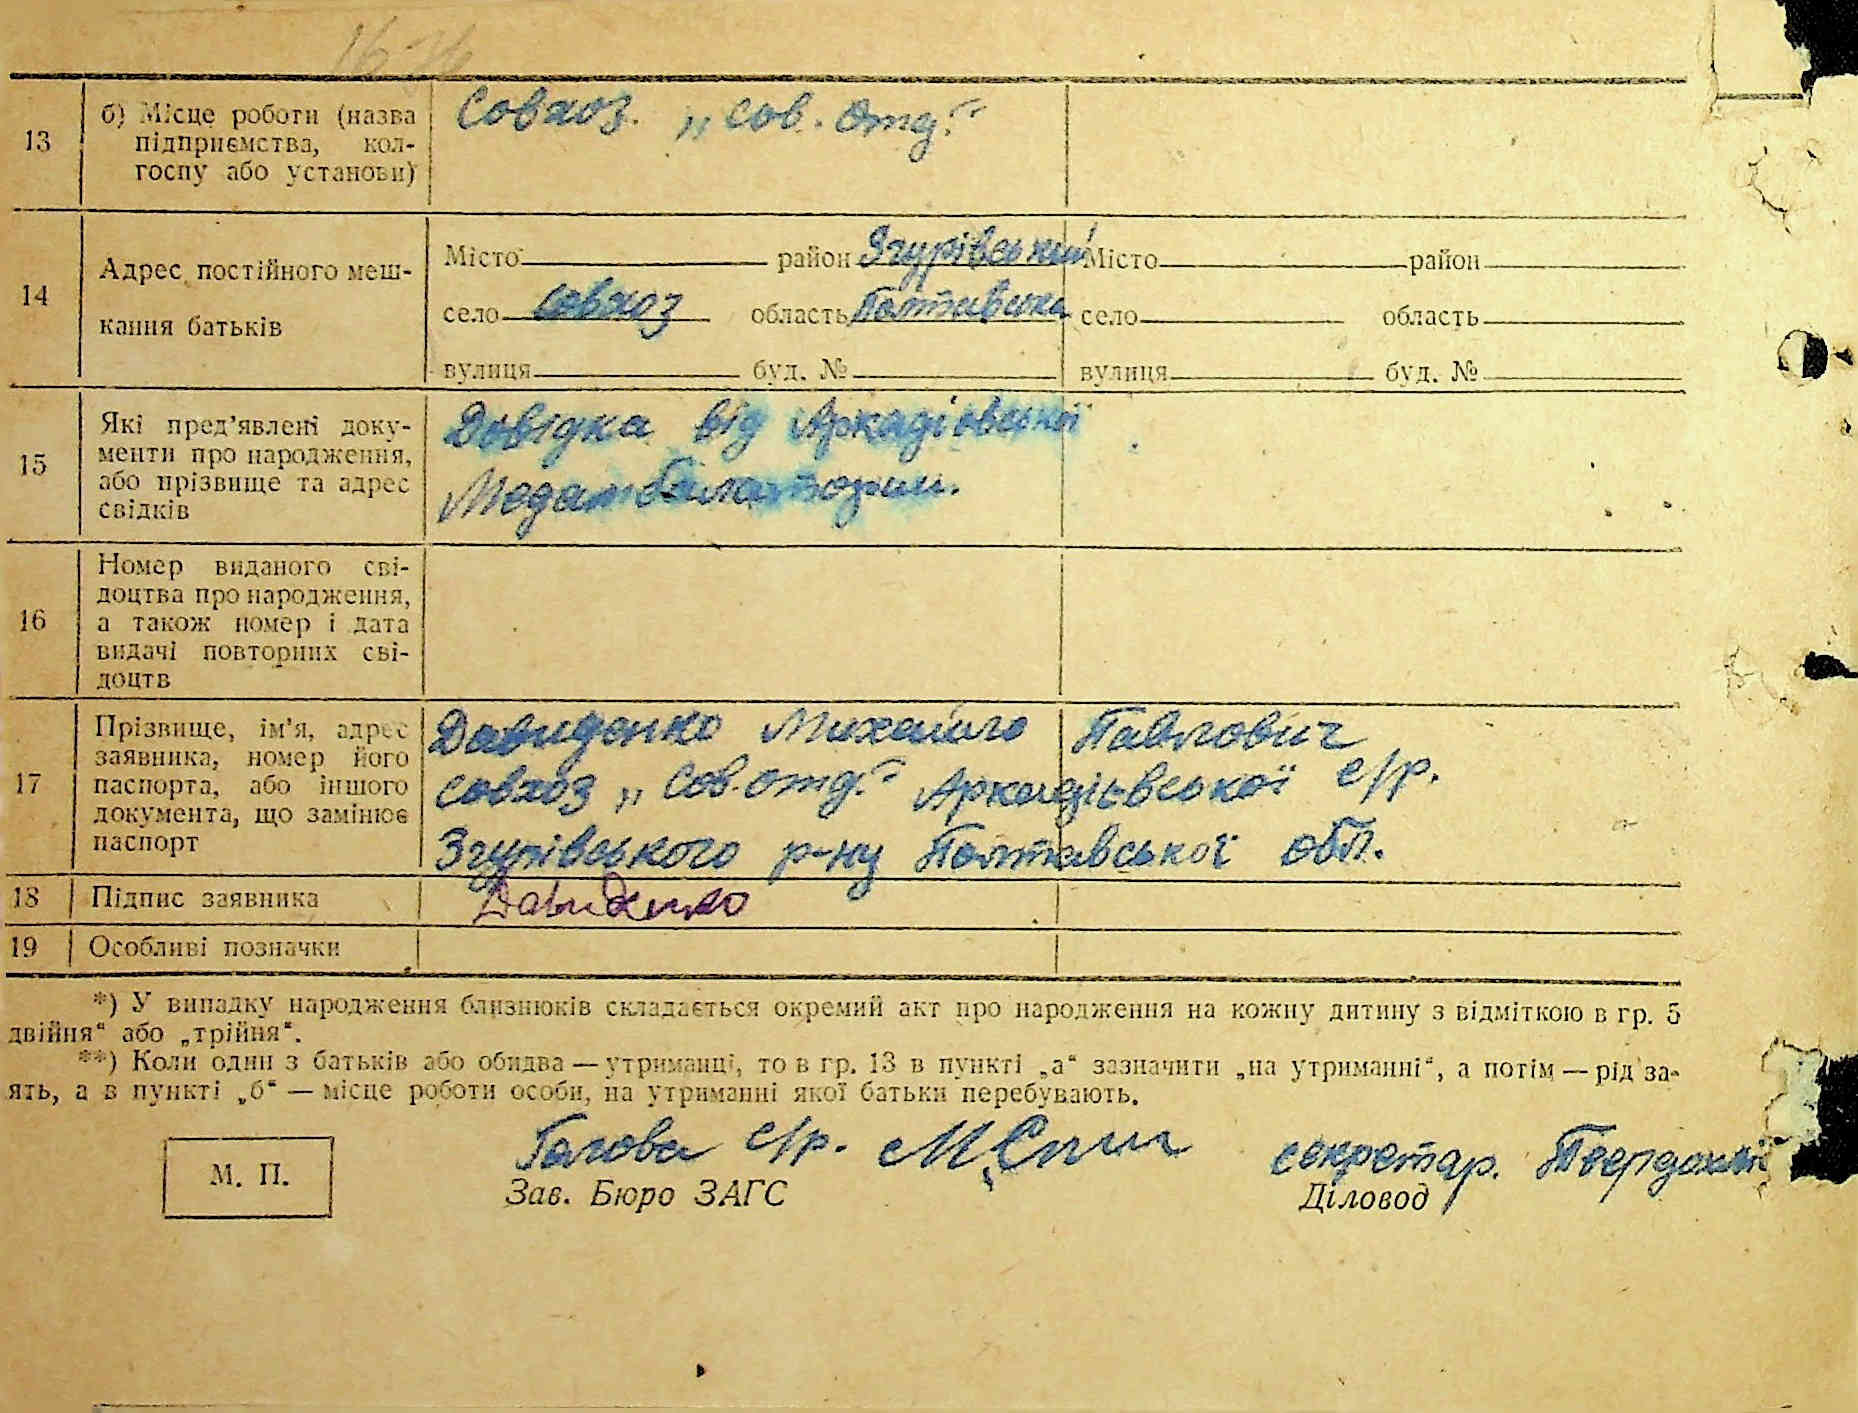 13
б) Місце роботи (назва
підприємства, кол-
госпу або установи)
Совхоз. „Сов. отд.“
14
Адрес постійного меш-
кання батьків
Місто район Згурівський
село совхоз область Полтавська
вулиця буд. №
Місто район
село область
вулиця буд. №
15
Які пред’явлені доку-
менти про народження,
або прізвище та адрес
свідків
Довідка від Аркадіївської
16
Номер виданого сві-
доцтва про народження,
а також номер і дата
видачі повторних сві-
доцтв
17
Прізвище, ім’я, адрес
заявника, номер його
паспорта, або іншого
документа, що замінює
паспорт
Давиденко Михайло Павлович
совхоз „Сов. отд.“ Аркадієвської с/р.
Згурівського р-ну Полтавської обл.
18
Підпис заявника
Давиденко
19
Особливі позначки
*) У випадку народження близнюків складається окремий акт про народження на кожну дитину з відміткою в гр. 5
двійня“ або „трійня“.
**) Коли один з батьків або обидва — утриманці, то в гр. 13 в пункті „а“ зазначити „на утриманні“, а потім — рід за-
ять, а в пункті „б“ — місце роботи особи, на утриманні якої батьки перебувають.
Голова с/р. секретар.
Зав. Бюро ЗАГС Діловод
М. П.